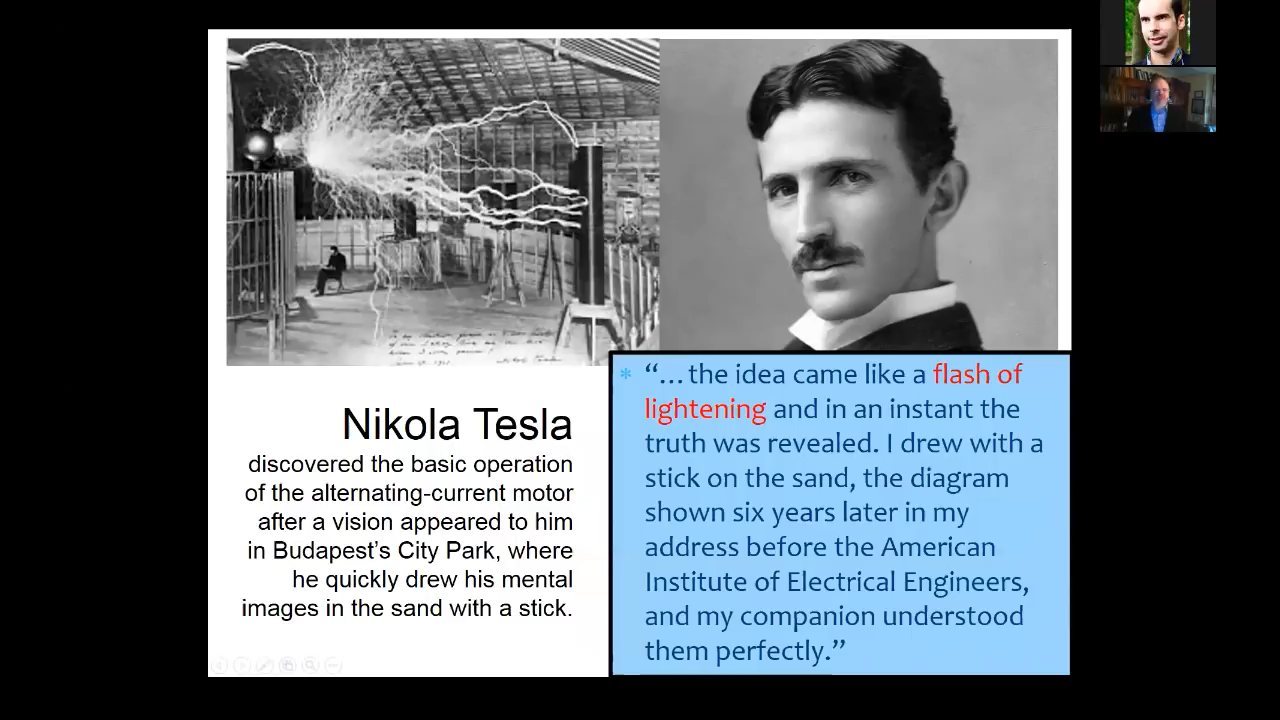 Nikola Tesla
discovered the basic operation
of the alternating-current motor
after a vision appeared to him
in Budapest's City Park, where
he quickly drew his mental
images in the sand with a stick.
“… the idea came like a flash of
lightening and in an instant the
truth was revealed. I drew with a
stick on the sand, the diagram
shown six years later in my
address before the American
Institute of Electrical Engineers,
and my companion understood
them perfectly.”